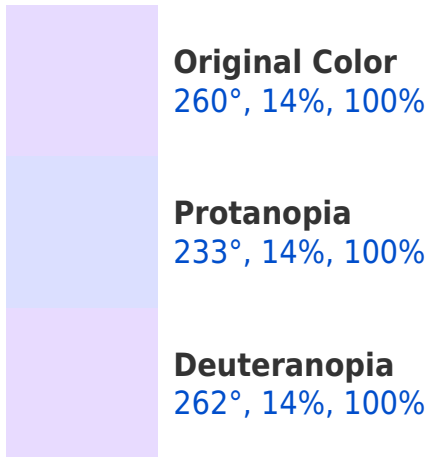 Original Color
260°, 14%, 100%
Protanopia
233°, 14%, 100%
Deuteranopia
262°, 14%, 100%